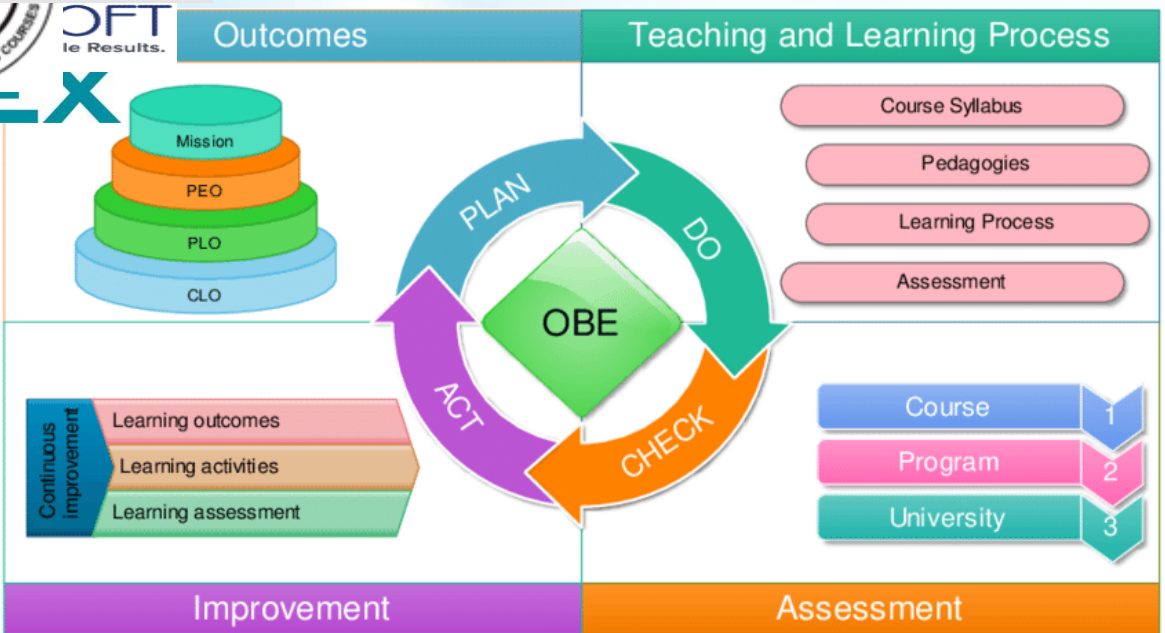 COURSES
OFT
le Results.
EX
Outcomes
Teaching and Learning Process
Mission
PEO
PLO
CLO
Course Syllabus
Pedagogies
Learning Process
Assessment
PLAN
DO
CHECK
ACT
OBE
Continuous
improvement
Learning outcomes
Learning activities
Learning assessment
Course
1
Program
2
University
3
Improvement
Assessment